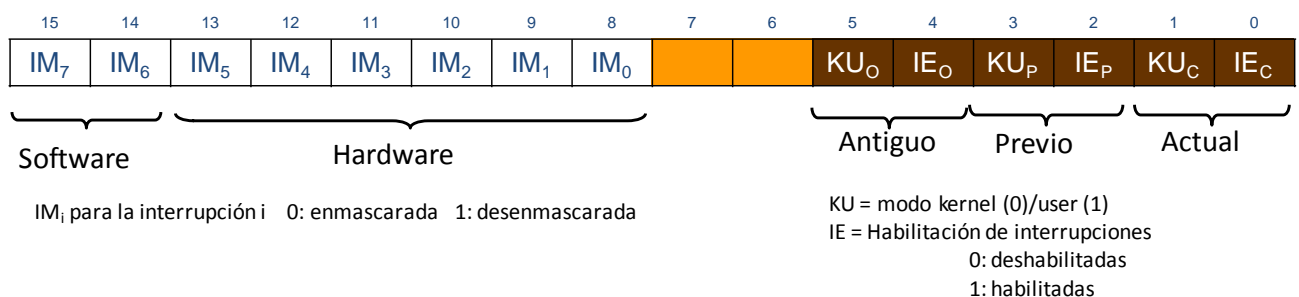 15 14 13 12 11 10 9 8 7 6 5 4 3 2 1 0
IM7 IM6 IM5 IM4 IM3 IM2 IM1 IM0 KUO IEO KUP IEP KUC IEC
Software Hardware Antiguo Previo Actual
IMi para la interrupción i 0: enmascarada 1: desenmascarada
KU = modo kernel (0)/user (1)
IE = Habilitación de interrupciones
0: deshabilitadas
1: habilitadas